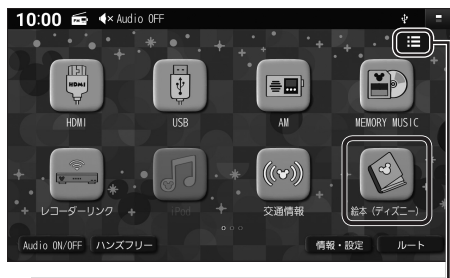 10:00 Audio OFF
HDMI
HDMI USB AM MEMORY MUSIC
レコーダーリンク iPod 交通情報 絵本(ディズニー)
Audio ON/OFF ハンズフリー 情報・設定 ルート